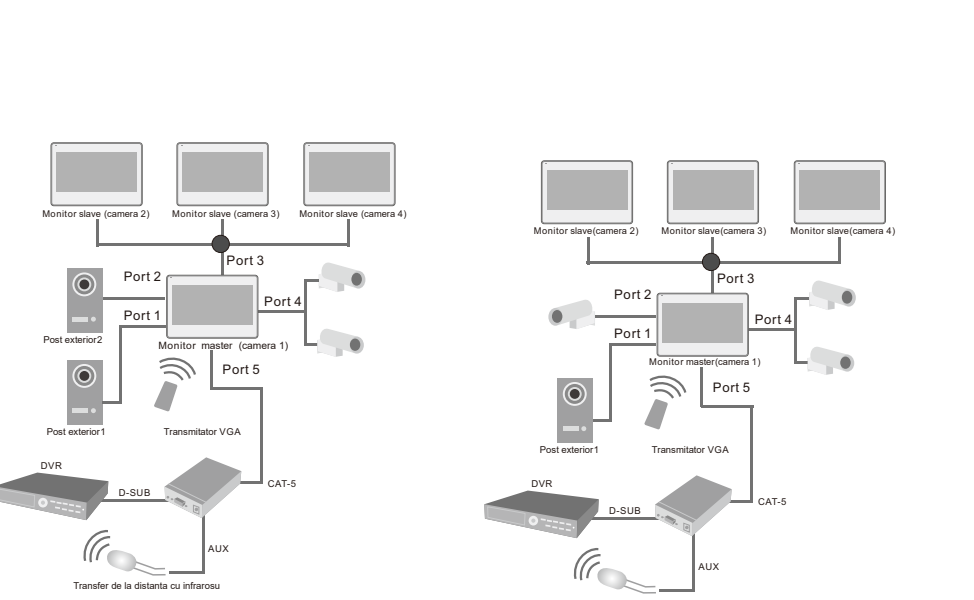 Monitor slave (camera 2)
Monitor slave (camera 3)
Monitor slave (camera 4)
Port 3
Port 2
Port 4
Port 1
Post exterior2
Monitor master (camera 1)
Port 5
Post exterior1
Transmitator VGA
DVR
D-SUB
CAT-5
AUX
Transfer de la distanta cu infrarosu
Monitor slave(camera 2)
Monitor slave(camera 3)
Monitor slave(camera 4)
Port 3
Port 2
Port 4
Port 1
Monitor master(camera 1)
Port 5
Post exterior1
Transmitator VGA
DVR
D-SUB
CAT-5
AUX